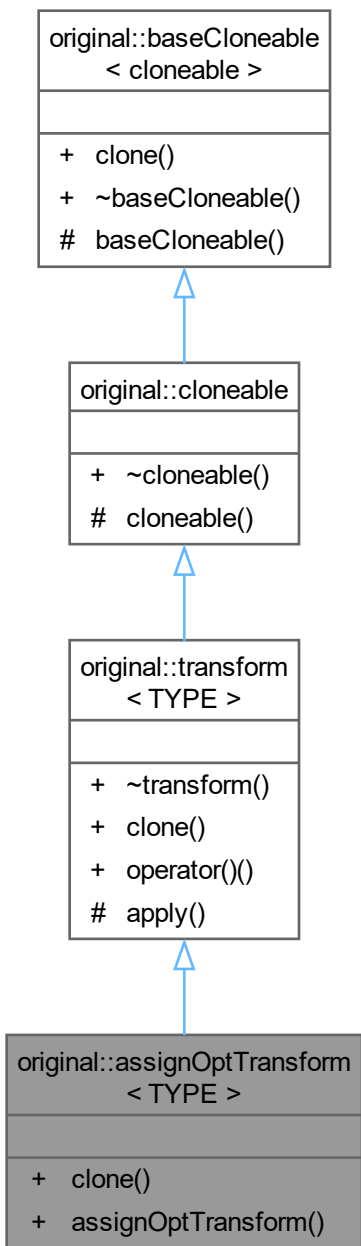 original::baseCloneable
< cloneable >
+ clone()
+ ~baseCloneable()
# baseCloneable()
original::cloneable
+ ~cloneable()
# cloneable()
original::transform
< TYPE >
+ ~transform()
+ clone()
+ operator()()
# apply()
original::assignOptTransform
< TYPE >
+ clone()
+ assignOptTransform()